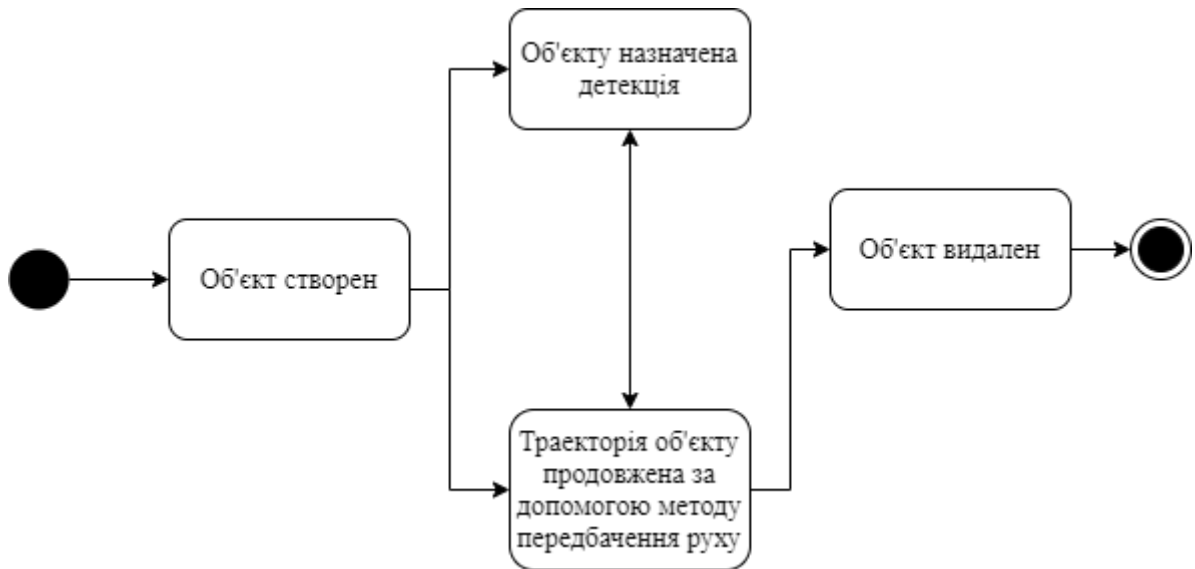 Об'єкту назначена
детекція
Об'єкт створен
Об'єкт видален
Траекторія об'єкту
продовжена за
допомогою методу
передбачення руху